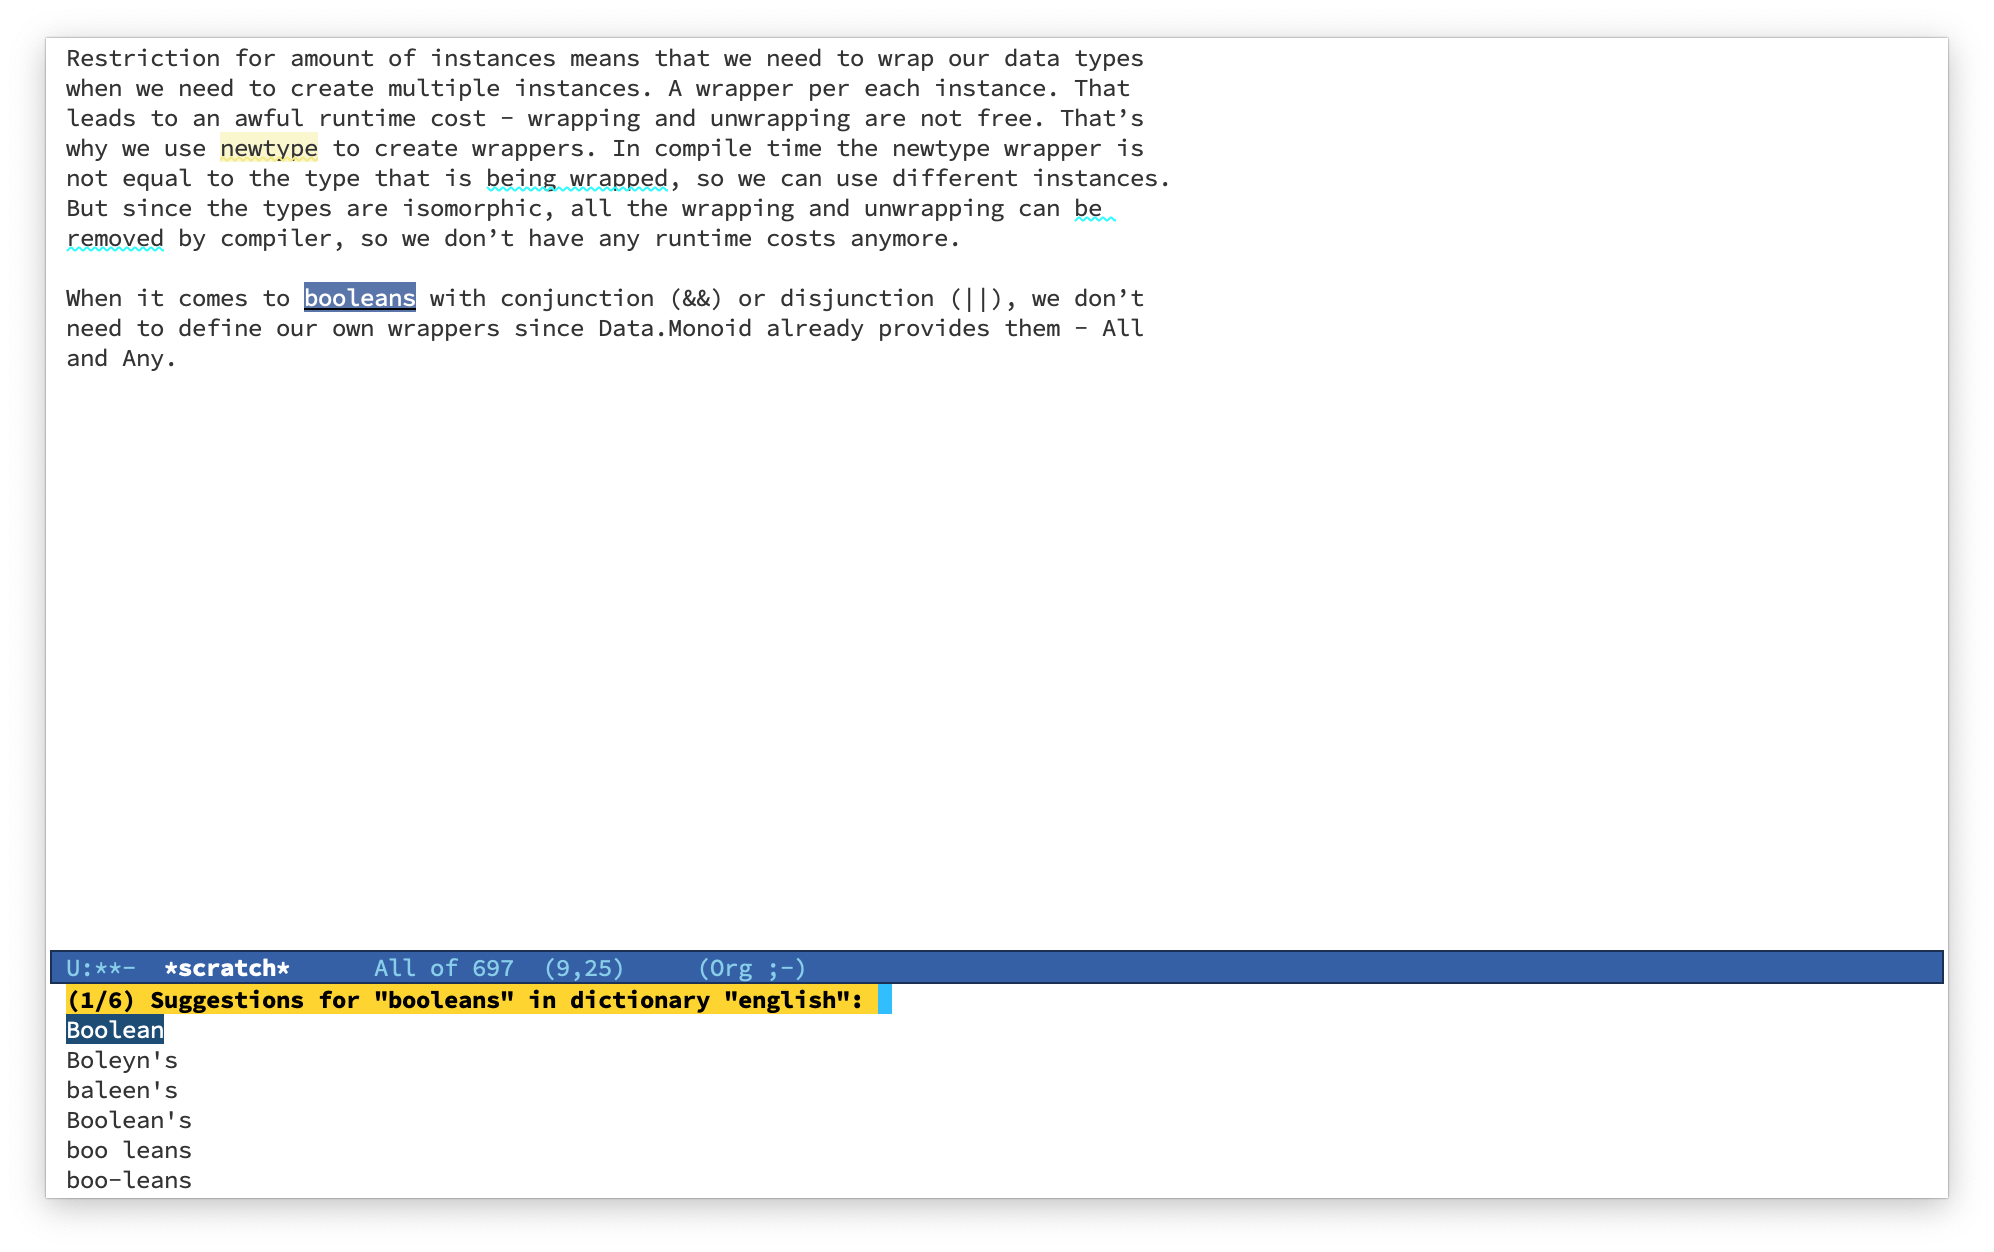 Restriction for amount of instances means that we need to wrap our data types
when we need to create multiple instances. A wrapper per each instance. That
leads to an awful runtime cost – wrapping and unwrapping are not free. That’s
why we use newtype to create wrappers. In compile time the newtype wrapper is
not equal to the type that is being wrapped, so we can use different instances.
But since the types are isomorphic, all the wrapping and unwrapping can be
removed by compiler, so we don’t have any runtime costs anymore.
When it comes to booleans with conjunction (&&) or disjunction (||), we don’t
need to define our own wrappers since Data.Monoid already provides them – All
and Any.
U:**-  *scratch*      All of 697  (9,25)     (Org ;-)
(1/6) Suggestions for "booleans" in dictionary "english":
Boolean
Boleyn's
baleen's
Boolean's
boo leans
boo-leans